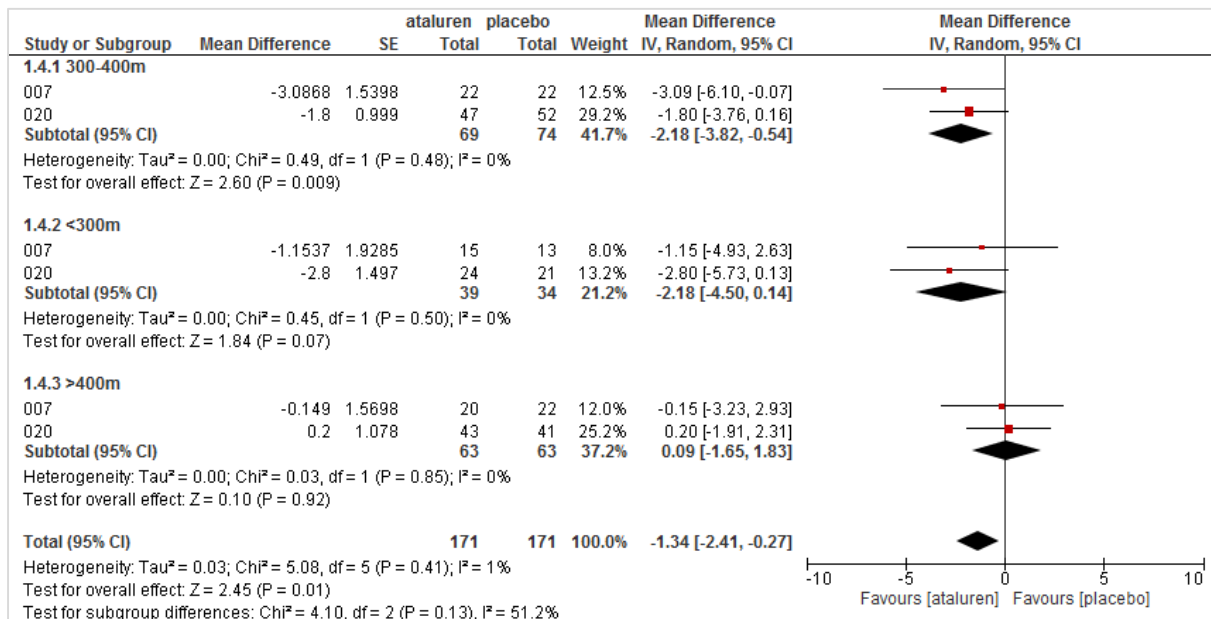 ataluren placebo Mean Difference Mean Difference
Study or Subgroup Mean Difference SE Total Total Weight IV, Random, 95% CI IV, Random, 95% CI
1.4.1 300-400m
007 -3.0868 1.5398 22 22 12.5% -3.09 [-6.10, -0.07]
020 -1.8 0.999 47 52 29.2% -1.80 [-3.76, 0.16]
Subtotal (95% CI) 69 74 41.7% -2.18 [-3.82, -0.54]
Heterogeneity: Tau² = 0.00; Chi² = 0.49, df = 1 (P = 0.48); I² = 0%
Test for overall effect: Z = 2.60 (P = 0.009)
1.4.2 <300m
007 -1.1537 1.9285 15 13 8.0% -1.15 [-4.93, 2.63]
020 -2.8 1.497 24 21 13.2% -2.80 [-5.73, 0.13]
Subtotal (95% CI) 39 34 21.2% -2.18 [-4.50, 0.14]
Heterogeneity: Tau² = 0.00; Chi² = 0.45, df = 1 (P = 0.50); I² = 0%
Test for overall effect: Z = 1.84 (P = 0.07)
1.4.3 >400m
007 -0.149 1.5698 20 22 12.0% -0.15 [-3.23, 2.93]
020 0.2 1.078 43 41 25.2% 0.20 [-1.91, 2.31]
Subtotal (95% CI) 63 63 37.2% 0.09 [-1.65, 1.83]
Heterogeneity: Tau² = 0.00; Chi² = 0.03, df = 1 (P = 0.85); I² = 0%
Test for overall effect: Z = 0.10 (P = 0.92)
Total (95% CI) 171 171 100.0% -1.34 [-2.41, -0.27]
Heterogeneity: Tau² = 0.03; Chi² = 5.08, df = 5 (P = 0.41); I² = 1%
Test for overall effect: Z = 2.45 (P = 0.01)
Test for subgroup differences: Chi² = 4.10, df = 2 (P = 0.13), I² = 51.2%
-10 -5 0 5 10
Favours [ataluren] Favours [placebo]